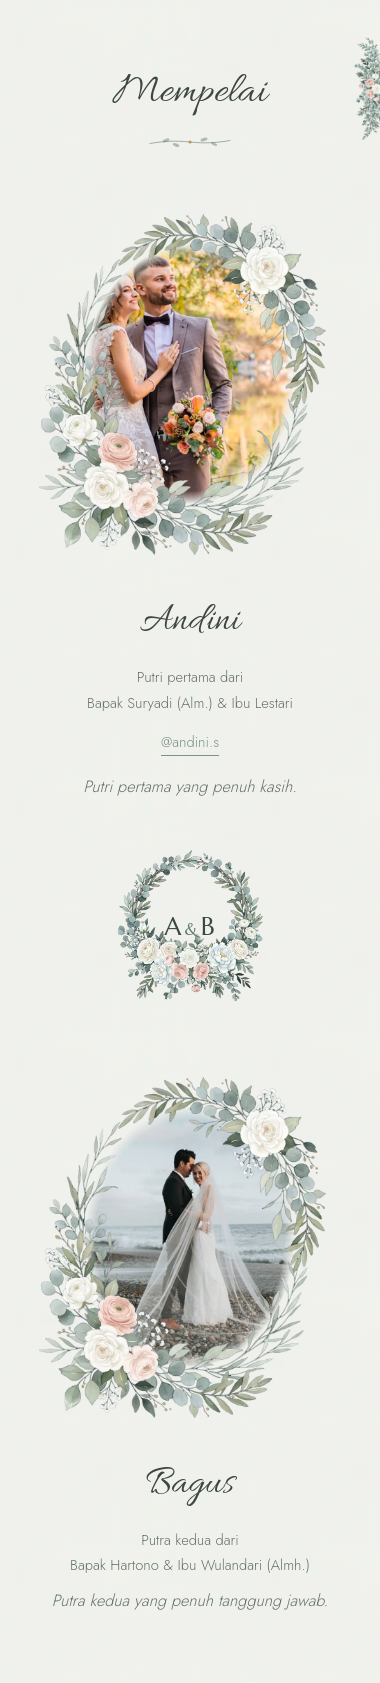 Mempelai
Andini
Putri pertama dari
Bapak Suryadi (Alm.) & Ibu Lestari
@andini.s
Putri pertama yang penuh kasih.
A & B
Bagus
Putra kedua dari
Bapak Hartono & Ibu Wulandari (Almh.)
Putra kedua yang penuh tanggung jawab.